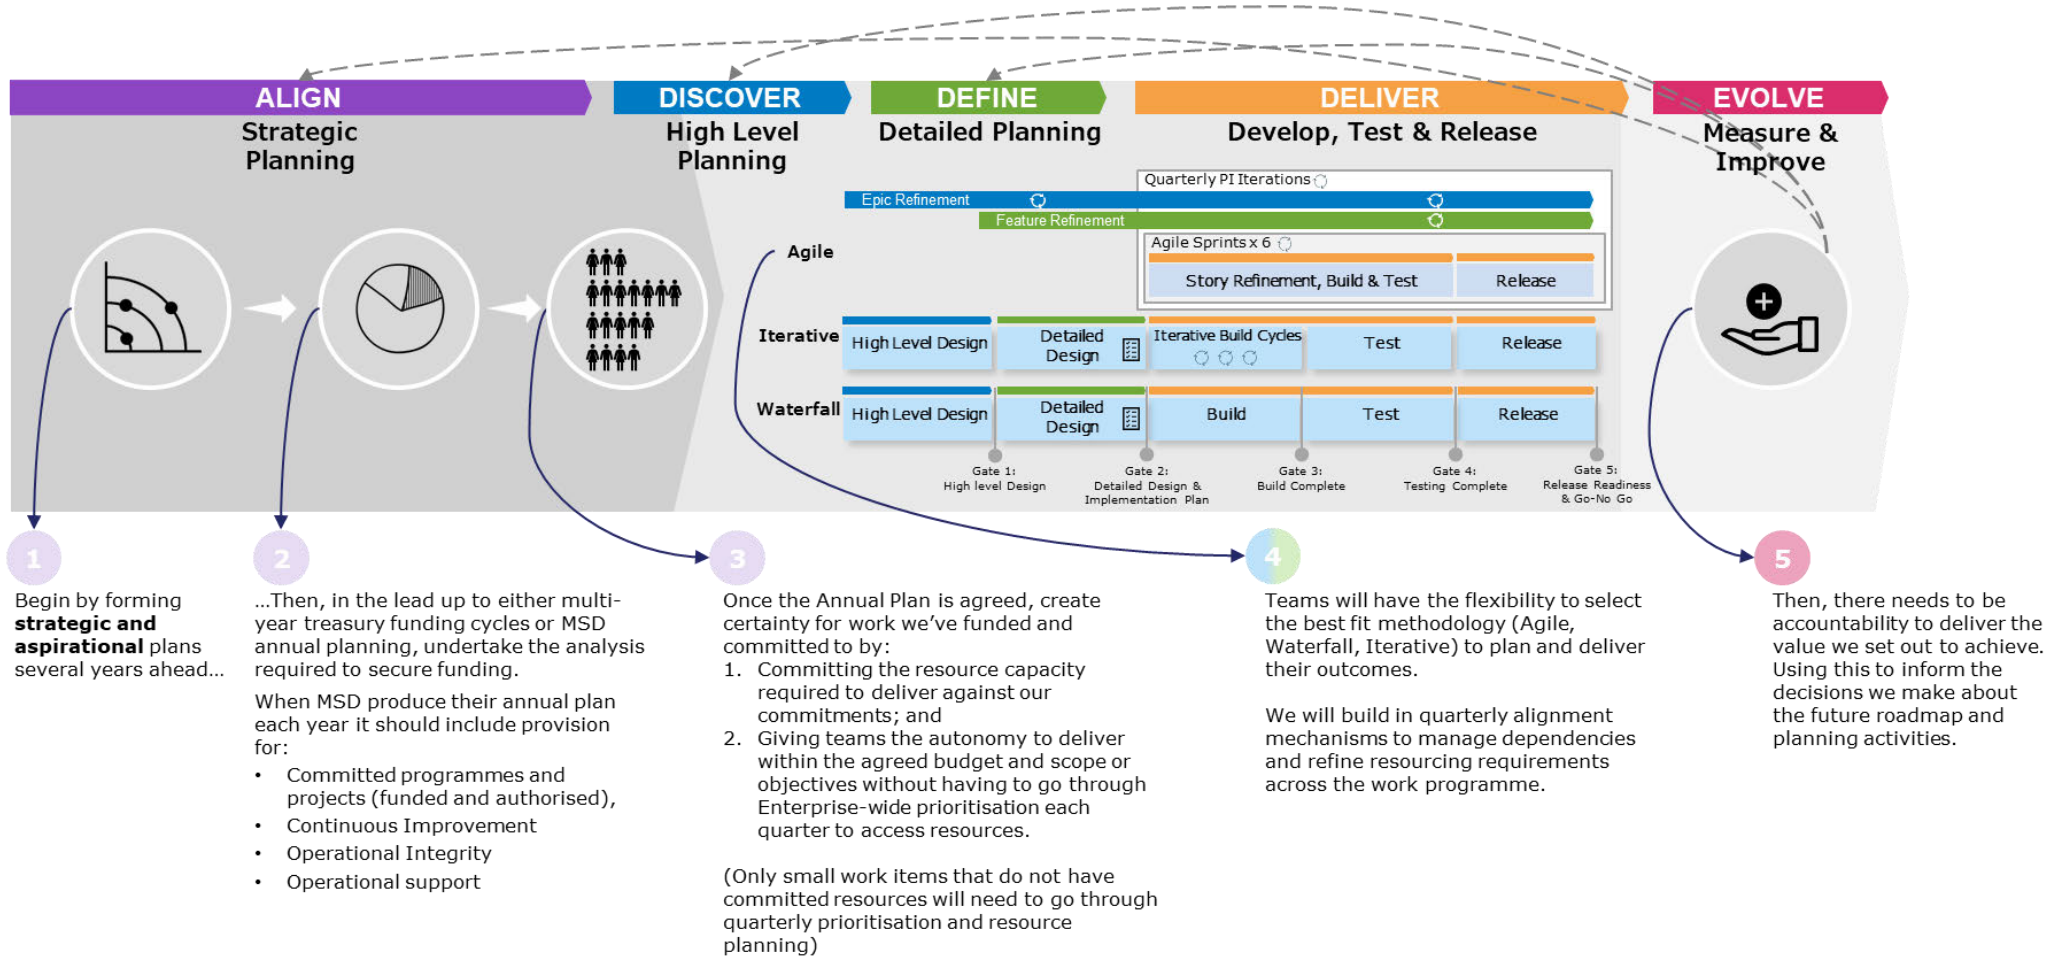 ALIGN
Strategic
Planning
DISCOVER
High Level
Planning
DEFINE
Detailed Planning
DELIVER
Develop, Test & Release
EVOLVE
Measure &
Improve
Quarterly PI Iterations
Epic Refinement
Feature Refinement
Agile
Agile Sprints x 6
Story Refinement, Build & Test
Release
Iterative
High Level Design
Detailed
Design
Iterative Build Cycles
Test
Release
Waterfall
High Level Design
Detailed
Design
Build
Test
Release
Gate 1:
High level Design
Gate 2:
Detailed Design &
Implementation Plan
Gate 3:
Build Complete
Gate 4:
Testing Complete
Gate 5:
Release Readiness
& Go-No Go
1
Begin by forming
strategic and
aspirational plans
several years ahead...
2
...Then, in the lead up to either multi-
year treasury funding cycles or MSD
annual planning, undertake the analysis
required to secure funding.
When MSD produce their annual plan
each year it should include provision
for:
• Committed programmes and
projects (funded and authorised),
• Continuous Improvement
• Operational Integrity
• Operational support
3
Once the Annual Plan is agreed, create
certainty for work we've funded and
committed to by:
1. Committing the resource capacity
required to deliver against our
commitments; and
2. Giving teams the autonomy to deliver
within the agreed budget and scope or
objectives without having to go through
Enterprise-wide prioritisation each
quarter to access resources.
(Only small work items that do not have
committed resources will need to go through
quarterly prioritisation and resource
planning)
4
Teams will have the flexibility to select
the best fit methodology (Agile,
Waterfall, Iterative) to plan and deliver
their outcomes.
We will build in quarterly alignment
mechanisms to manage dependencies
and refine resourcing requirements
across the work programme.
5
Then, there needs to be
accountability to deliver the
value we set out to achieve.
Using this to inform the
decisions we make about
the future roadmap and
planning activities.